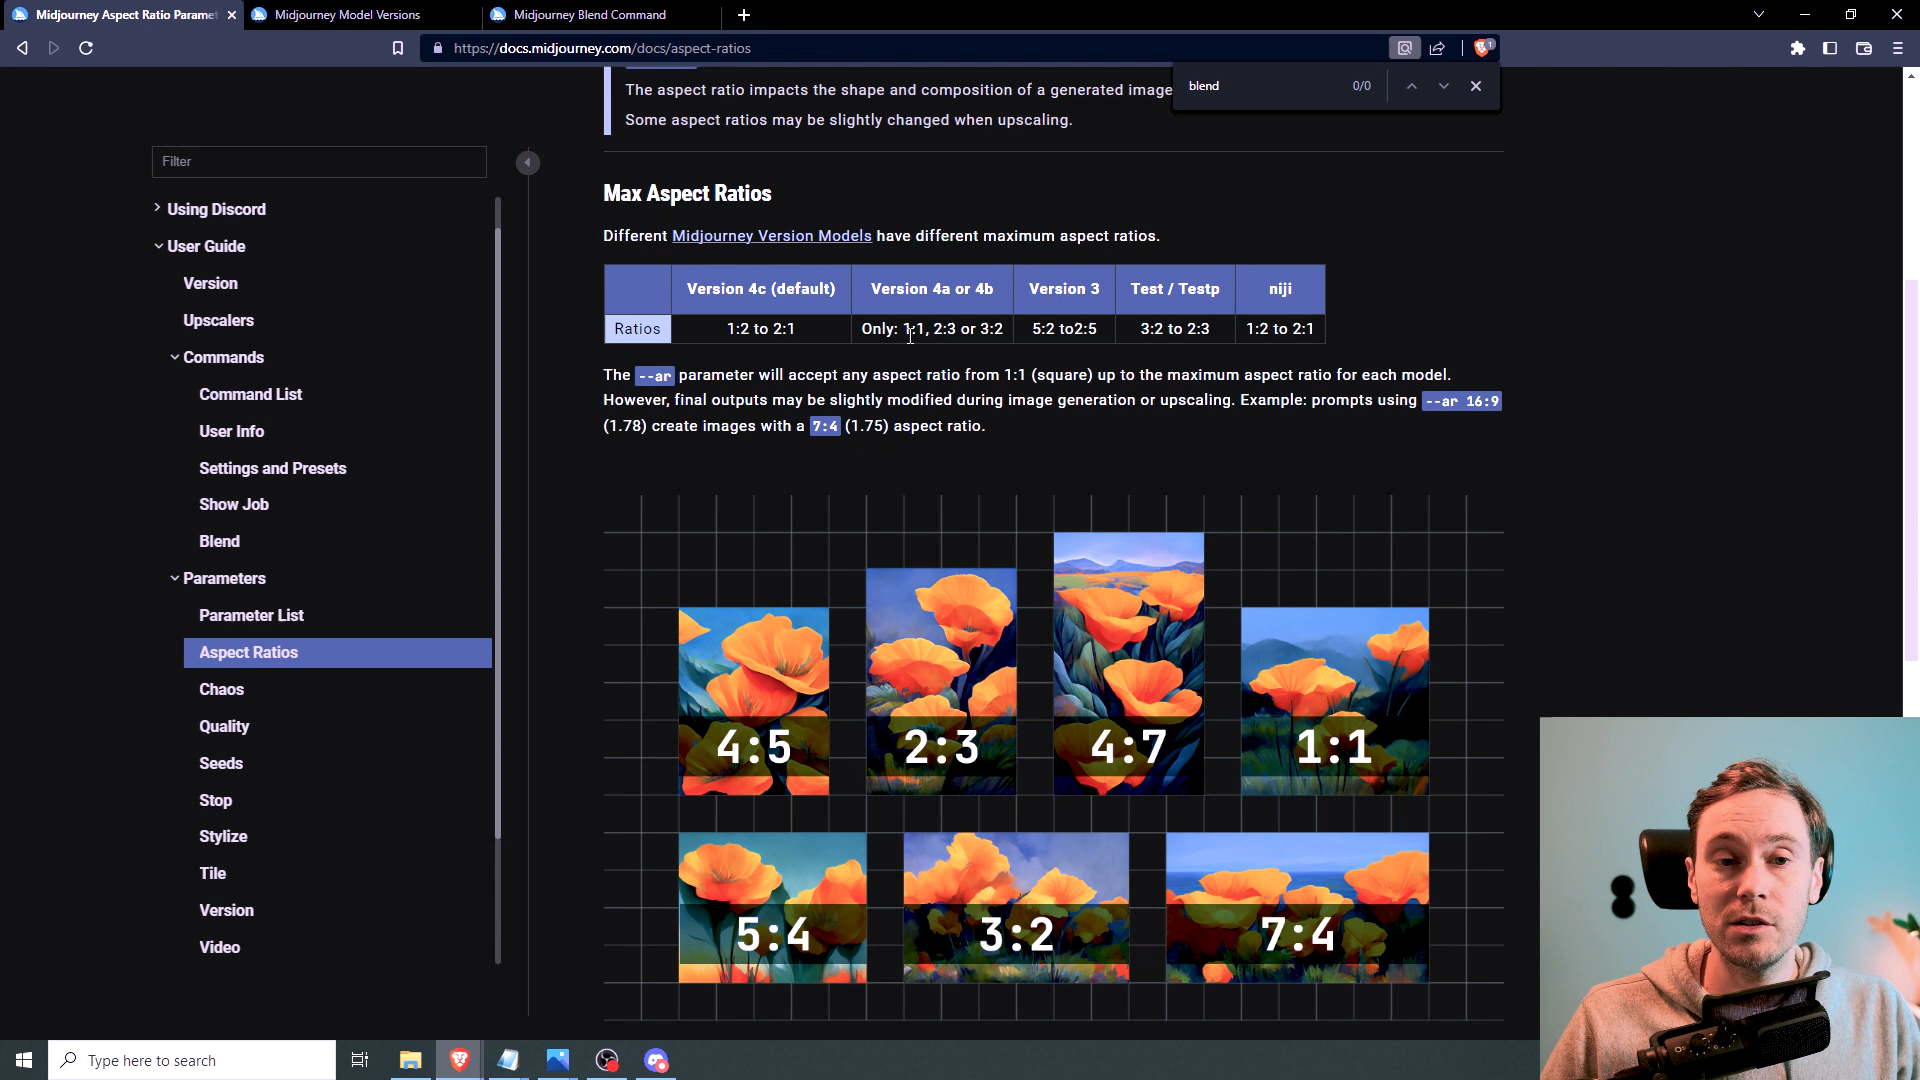 Midjourney Aspect Ratio Paramet
Midjourney Model Versions
Midjourney Blend Command
https://docs.midjourney.com/docs/aspect-ratios
blend
0/0
The aspect ratio impacts the shape and composition of a generated image
Some aspect ratios may be slightly changed when upscaling.
Filter
Using Discord
User Guide
Version
Upscalers
Commands
Command List
User Info
Settings and Presets
Show Job
Blend
Parameters
Parameter List
Aspect Ratios
Chaos
Quality
Seeds
Stop
Stylize
Tile
Version
Video
Max Aspect Ratios
Different Midjourney Version Models have different maximum aspect ratios.
Version 4c (default) Version 4a or 4b Version 3 Test / Testp niji
Ratios 1:2 to 2:1 Only: 1:1, 2:3 or 3:2 5:2 to2:5 3:2 to 2:3 1:2 to 2:1
The --ar parameter will accept any aspect ratio from 1:1 (square) up to the maximum aspect ratio for each model.
However, final outputs may be slightly modified during image generation or upscaling. Example: prompts using --ar 16:9
(1.78) create images with a 7:4 (1.75) aspect ratio.
4:5 2:3 4:7 1:1
5:4 3:2 7:4
Type here to search